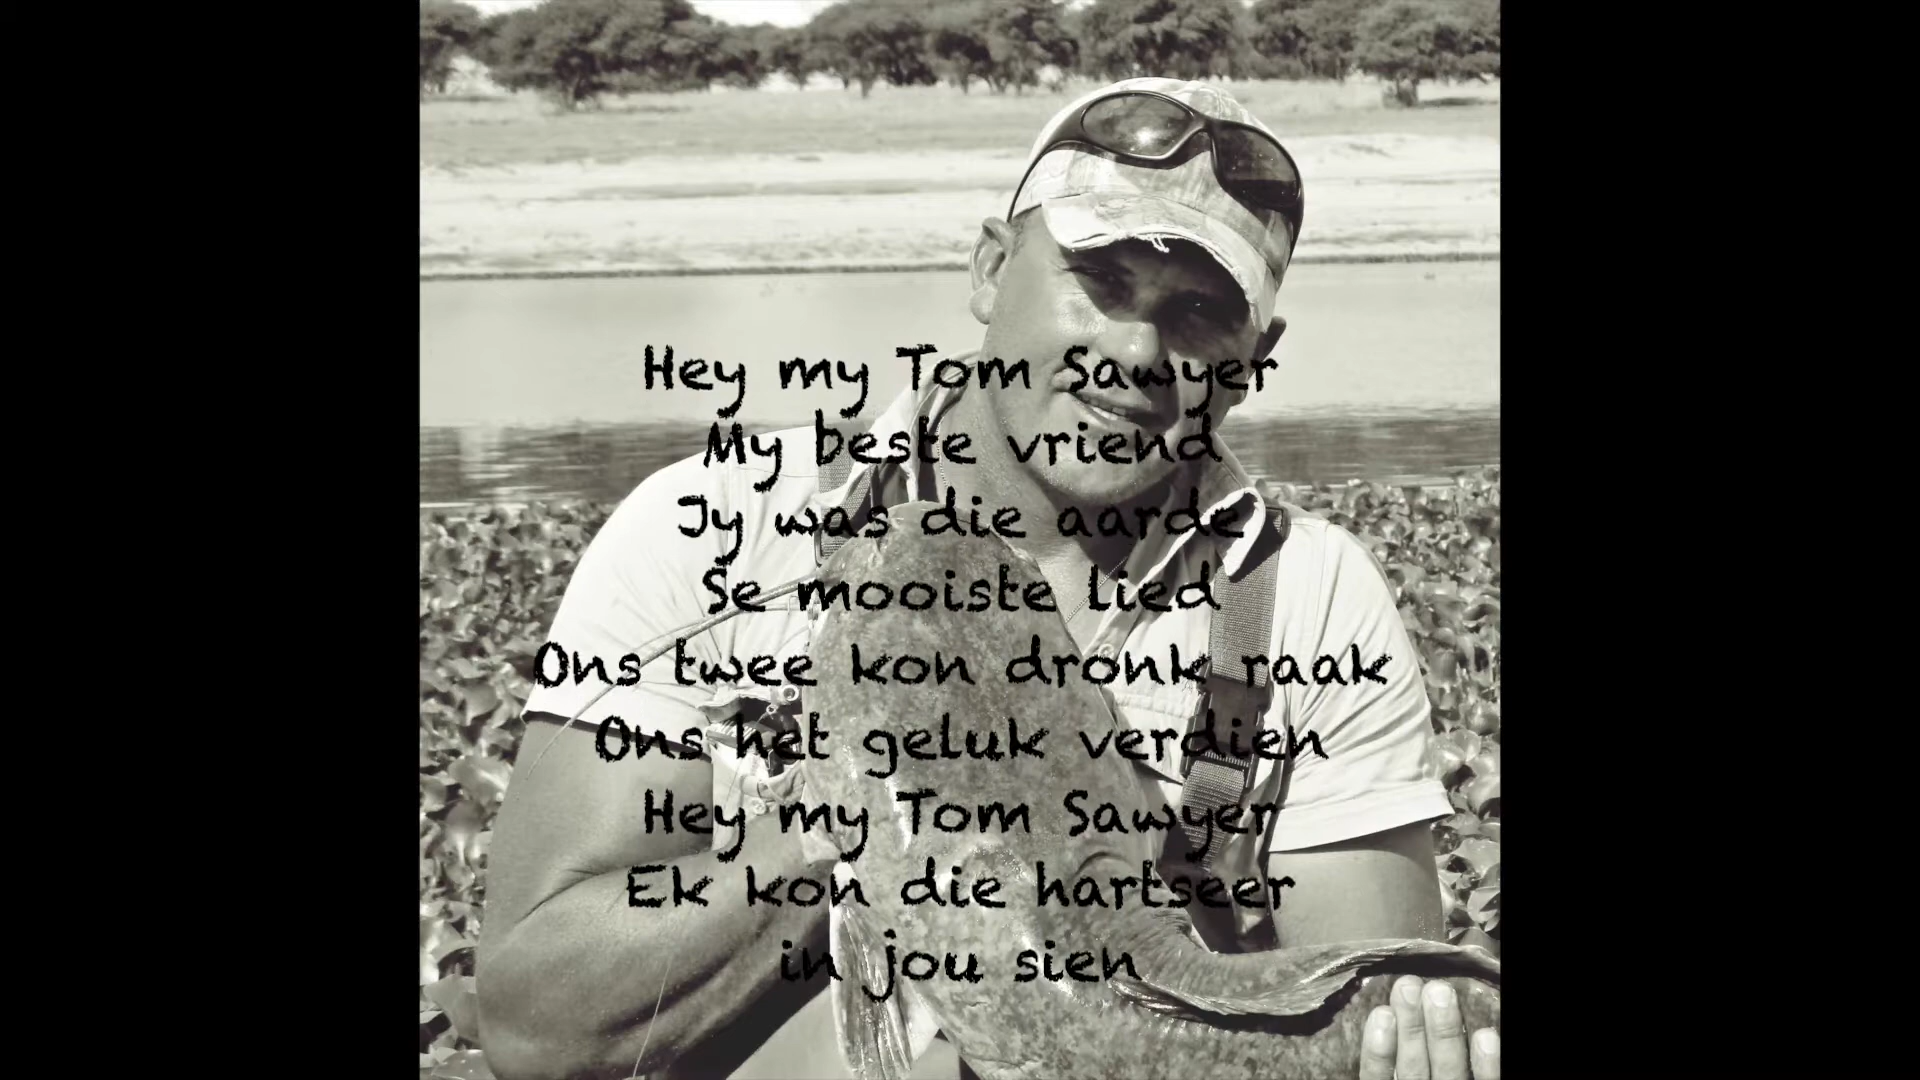 Hey my Tom Sawyer
My beste vriend
Jy was die aarde
Se mooiste lied
Ons twee kon dronk raak
Ons het geluk verdien
Hey my Tom Sawyer
Ek kon die hartseer
in jou sien